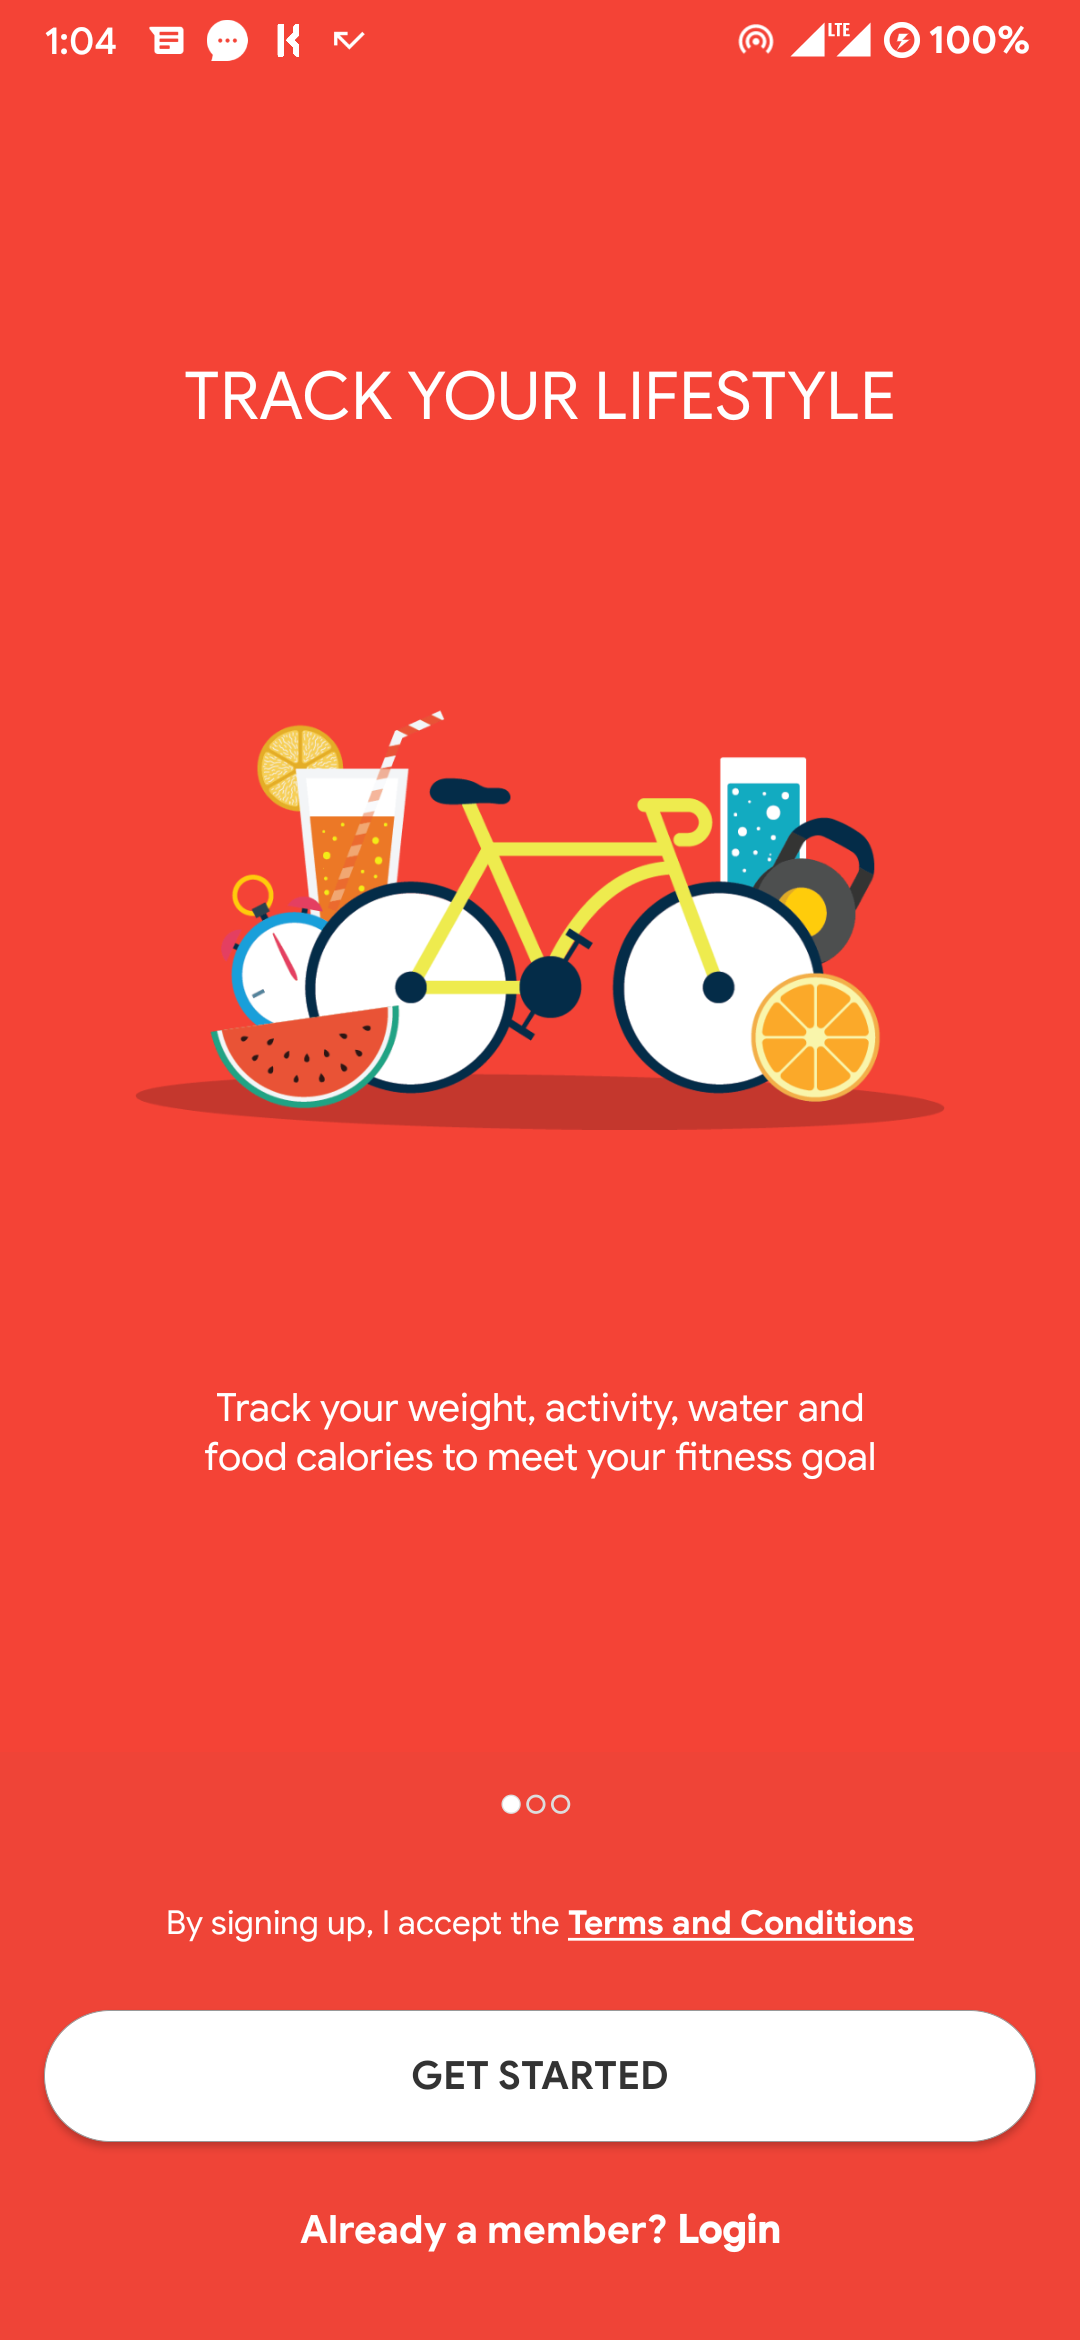 1:04 LTE 100%
TRACK YOUR LIFESTYLE
Track your weight, activity, water and
food calories to meet your fitness goal
By signing up, I accept the Terms and Conditions
GET STARTED
Already a member? Login